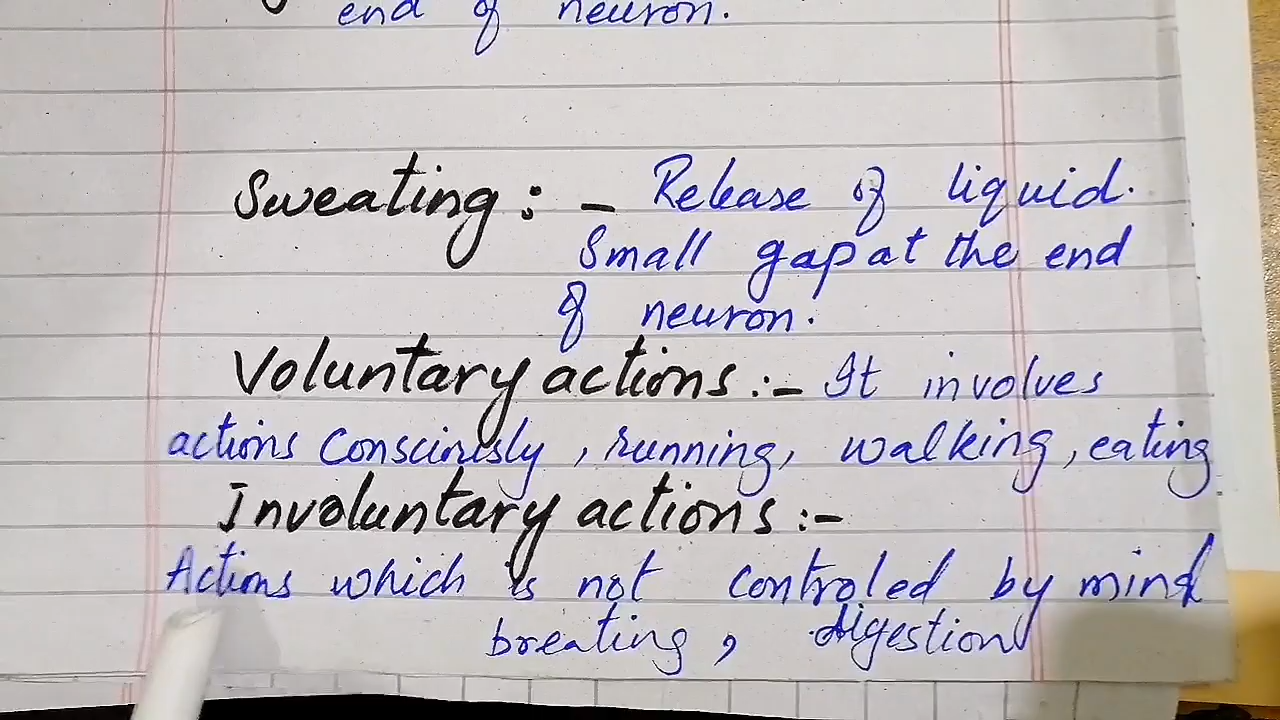 end of neuron.
Sweating : - Release of liquid.
Small gap at the end
of neuron.
Voluntary actions :- It involves
actions Consciously , running, walking, eating
Involuntary actions :-
Actions which is not controled by mind
breating , digestion